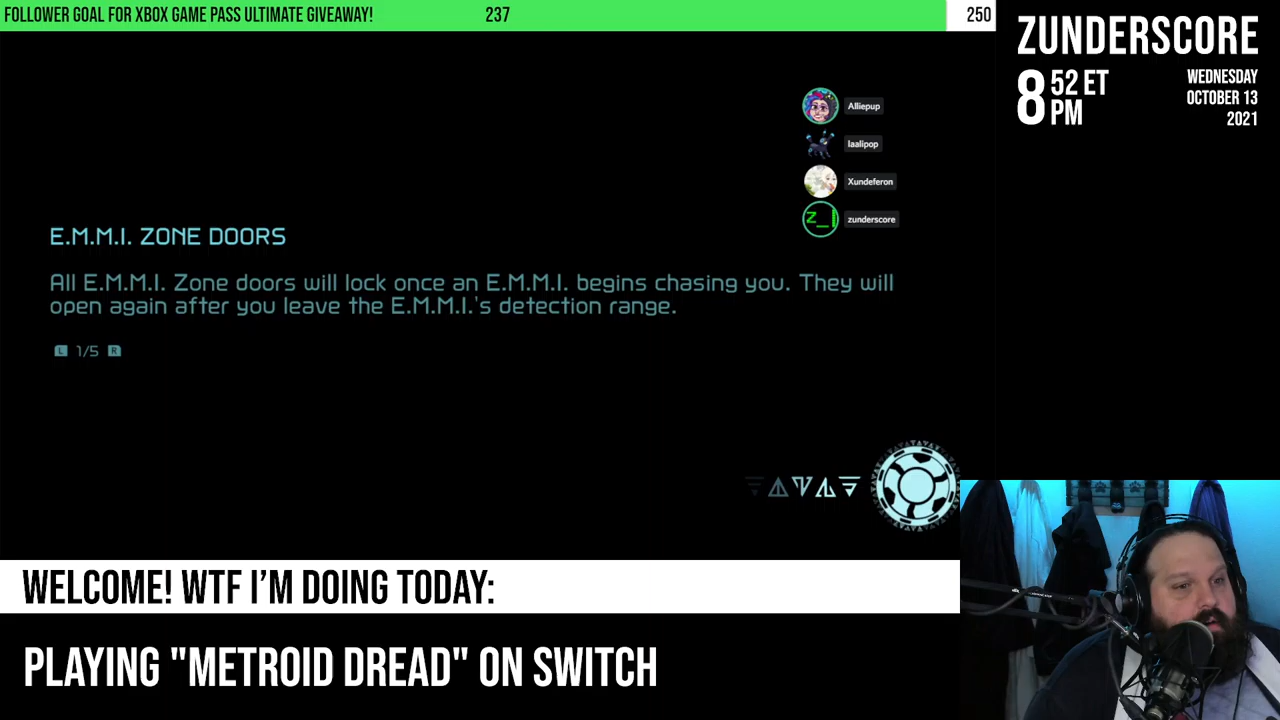 FOLLOWER GOAL FOR XBOX GAME PASS ULTIMATE GIVEAWAY! 237 250
ZUNDERSCORE
8 52 ET PM
WEDNESDAY
OCTOBER 13
2021
Alliepup
laalipop
Xundeferon
z_ zunderscore
E.M.M.I. ZONE DOORS
All E.M.M.I. Zone doors will lock once an E.M.M.I. begins chasing you. They will
open again after you leave the E.M.M.I.'s detection range.
L 1/5 R
WELCOME! WTF I'M DOING TODAY:
PLAYING "METROID DREAD" ON SWITCH